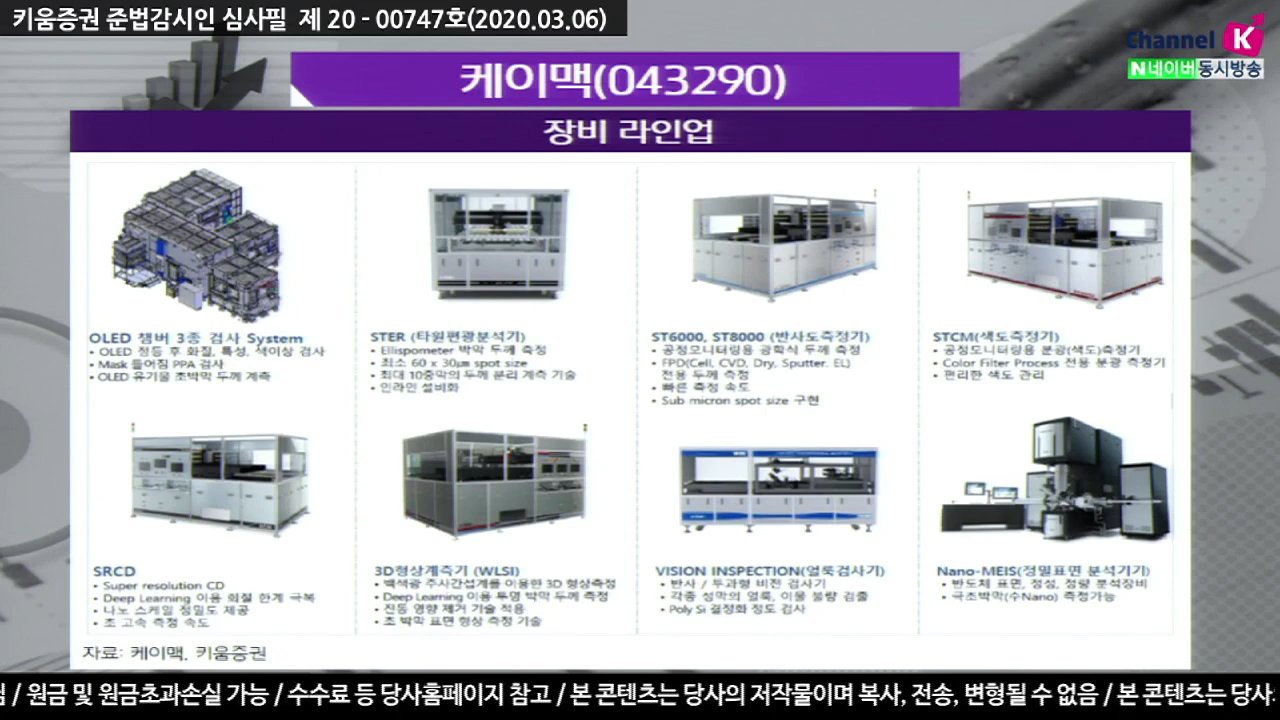 키움증권 준법감시인 심사필 제 20 - 00747호(2020.03.06)
Channel K
N 네이버 동시방송
케이맥(043290)
장비 라인업
OLED 챔버 3종 검사 System
• OLED 점등 후 화질, 특성, 색이상 검사
• Mask 틀어짐 PPA 검사
• OLED 유기물 초박막 두께 계측
STER (타원편광분석기)
• Ellispometer 박막 두께 측정
• 최소 60 x 30㎛ spot size
• 최대 10중막의 두께 분리 계측 기술
• 인라인 설비화
ST6000, ST8000 (반사도측정기)
• 공정모니터링용 광학식 두께 측정
• FPD(Cell, CVD, Dry, Sputter. EL)
전용 두께 측정
• 빠른 측정 속도
• Sub micron spot size 구현
STCM(색도측정기)
• 공정모니터링용 분광(색도)측정기
• Color Filter Process 전용 분광 측정기
• 편리한 색도 관리
SRCD
• Super resolution CD
• Deep Learning 이용 회절 한계 극복
• 나노 스케일 정밀도 제공
• 초 고속 측정 속도
3D형상계측기 (WLSI)
• 백색광 주사간섭계를 이용한 3D 형상측정
• Deep Learning 이용 투명 박막 두께 측정
• 진동 영향 제거 기술 적용
• 초 박막 표면 형상 측정 기술
VISION INSPECTION(얼룩검사기)
• 반사 / 투과형 비전 검사기
• 각종 성막의 얼룩, 이물 불량 검출
• Poly Si 결정화 정도 검사
Nano-MEIS(정밀표면 분석기기)
• 반도체 표면, 정성, 정량 분석장비
• 극초박막(수Nano) 측정가능
자료: 케이맥, 키움증권
/ 원금 및 원금초과손실 가능 / 수수료 등 당사홈페이지 참고 / 본 콘텐츠는 당사의 저작물이며 복사, 전송, 변형될 수 없음 / 본 콘텐츠는 당사